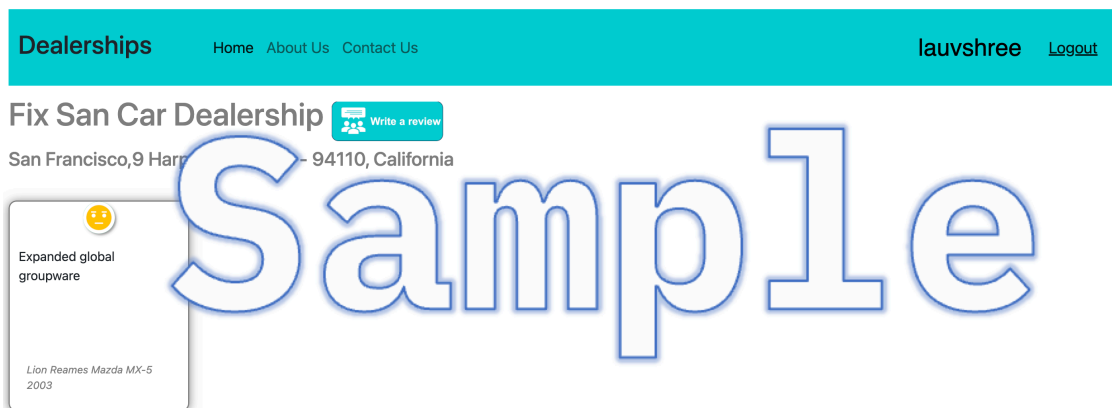 Dealerships Home About Us Contact Us lauvshree Logout
Fix San Car Dealership Write a review
San Francisco,9 - 94110, California
Sample
Expanded global
groupware
Lion Reames Mazda MX-5
2003